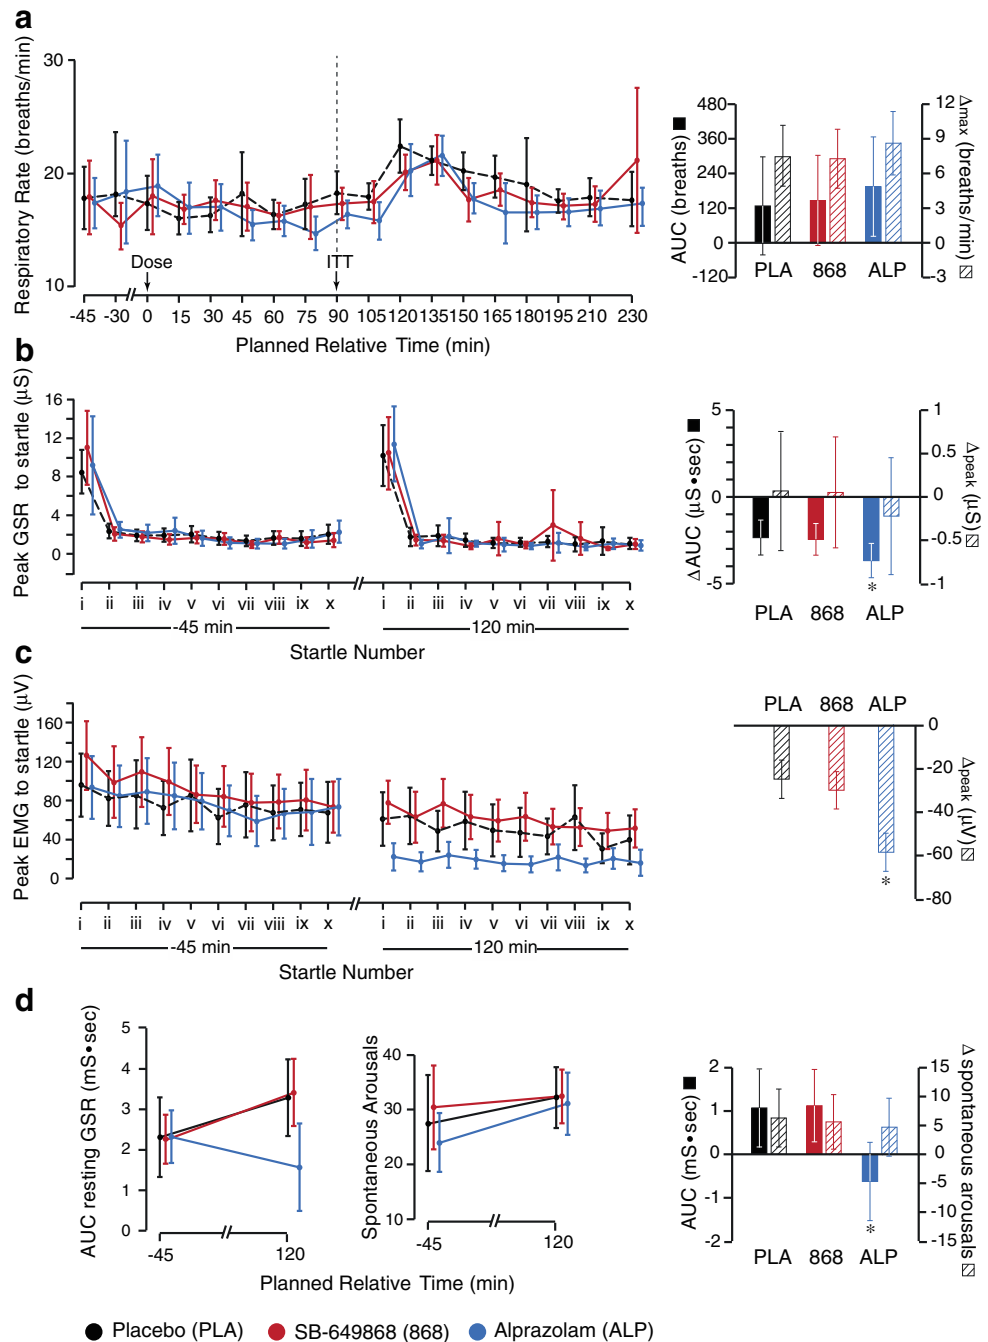 a
Respiratory Rate (breaths/min)
30
20
10
Dose
ITT
-45 -30 0 15 30 45 60 75 90 105 120 135 150 165 180 195 210 230
Planned Relative Time (min)
AUC (breaths)
480
360
240
120
0
-120
PLA 868 ALP
12
9
6
3
0
-3
Δmax (breaths/min)
b
Peak GSR to startle (µS)
16
12
8
4
0
i ii iii iv v vi vii viii ix x
i ii iii iv v vi vii viii ix x
-45 min
120 min
Startle Number
ΔAUC (µS•sec)
5
0
-5
*
PLA 868 ALP
1
0.5
0
-0.5
-1
Δpeak (µS)
c
Peak EMG to startle (µV)
160
120
80
40
0
i ii iii iv v vi vii viii ix x
i ii iii iv v vi vii viii ix x
-45 min
120 min
Startle Number
PLA 868 ALP
0
-20
-40
-60
-80
*
Δpeak (µV)
d
AUC resting GSR (mS•sec)
5
4
3
2
1
0
-45 120
Spontaneous Arousals
40
30
20
10
-45 120
Planned Relative Time (min)
AUC (mS•sec)
2
1
0
-1
-2
*
PLA 868 ALP
15
10
5
0
-5
-10
-15
Δspontaneous arousals
Placebo (PLA) SB-649868 (868) Alprazolam (ALP)